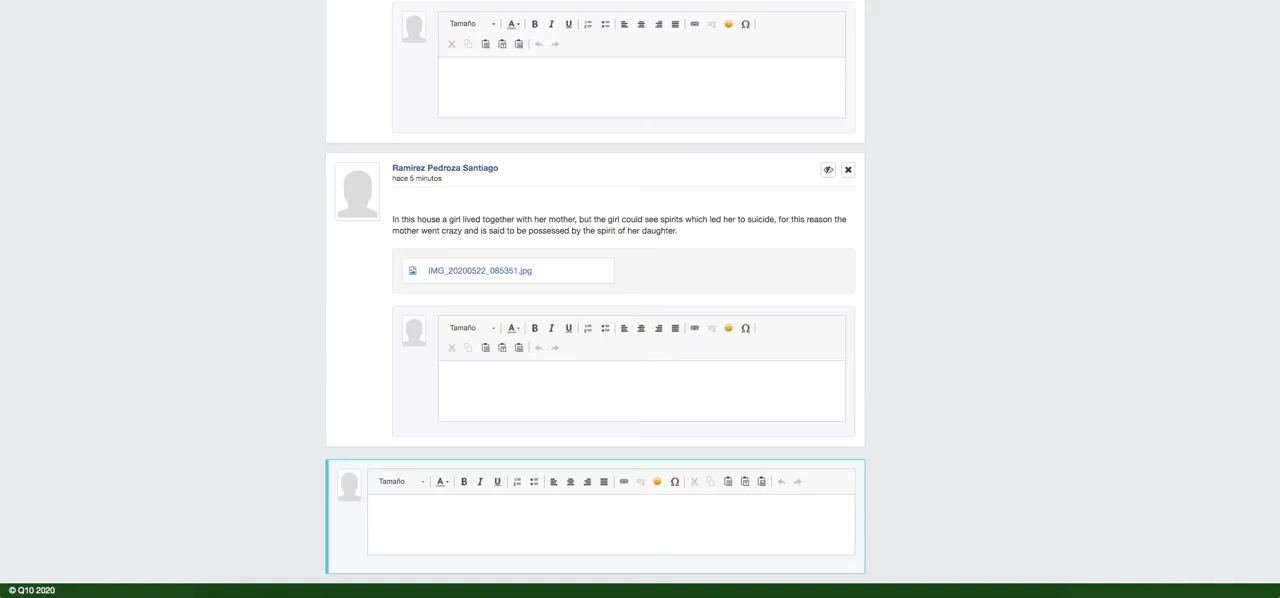 Tamaño
A
B I U
Ω
Ramirez Pedroza Santiago
hace 5 minutos
In this house a girl lived together with her mother, but the girl could see spirits which led her to suicide, for this reason the
mother went crazy and is said to be possessed by the spirit of her daughter.
IMG_20200522_085351.jpg
Tamaño
A
B I U
Ω
Tamaño
A
B I U
Ω
© Q10 2020